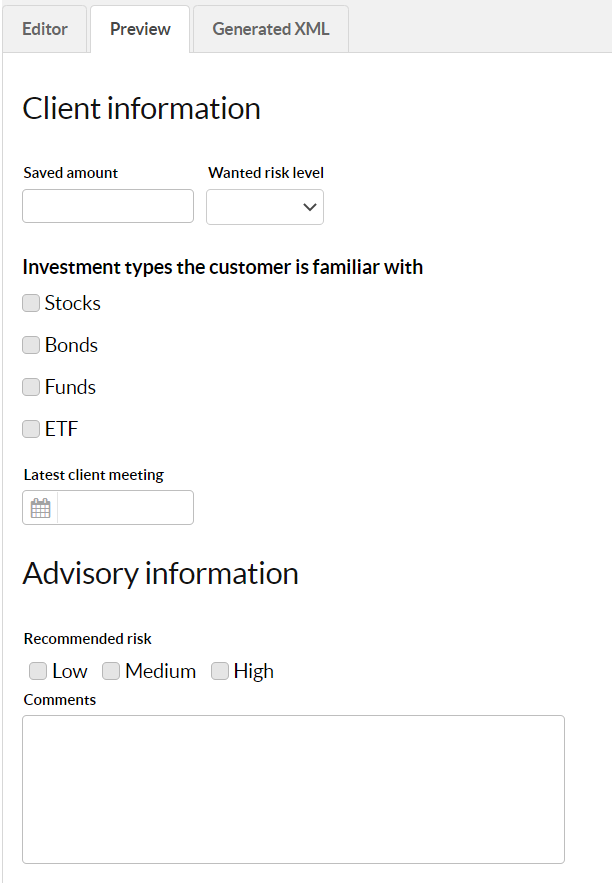 Editor Preview Generated XML
Client information
Saved amount Wanted risk level
Investment types the customer is familiar with
Stocks
Bonds
Funds
ETF
Latest client meeting
Advisory information
Recommended risk
Low Medium High
Comments